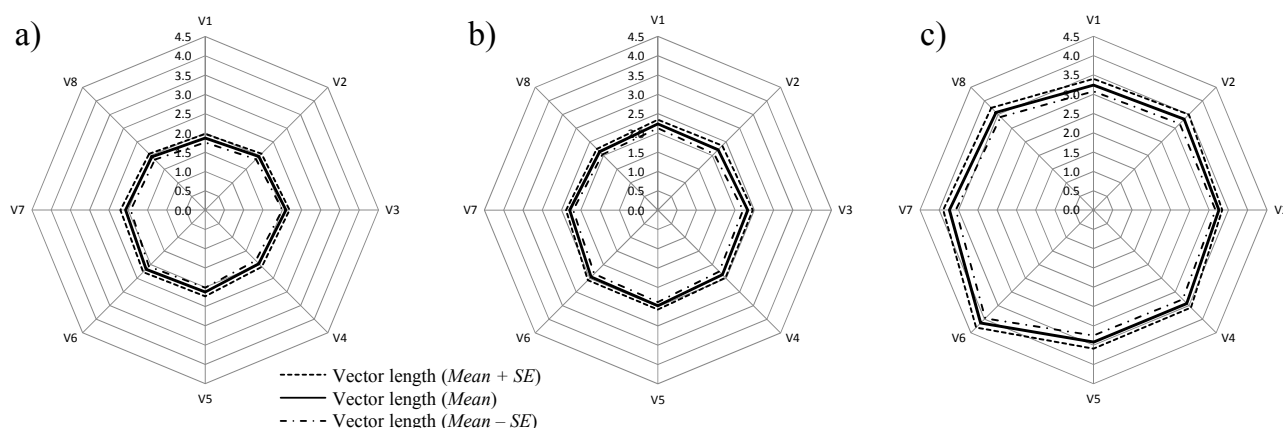 a)
V1
4.5
4.0
3.5
3.0
2.5
2.0
1.5
1.0
0.5
0.0
V2
V3
V4
V5
V6
V7
V8
b)
V1
4.5
4.0
3.5
3.0
2.5
2.0
1.5
1.0
0.5
0.0
V2
V3
V4
V5
V6
V7
V8
c)
V1
4.5
4.0
3.5
3.0
2.5
2.0
1.5
1.0
0.5
0.0
V2
V4
V5
V6
V7
V8
Vector length (Mean + SE)
Vector length (Mean)
Vector length (Mean – SE)